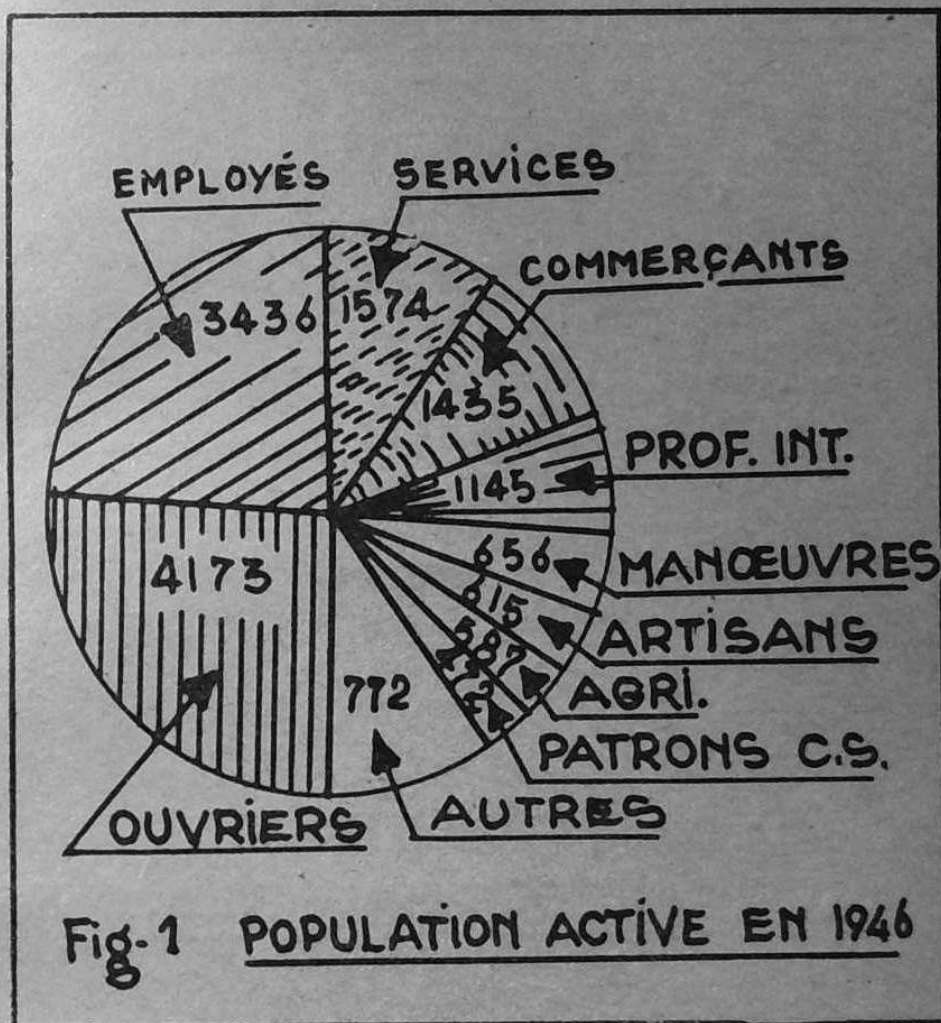 EMPLOYÉS
SERVICES
COMMERÇANTS
3436
1574
1435
PROF. INT.
1145
656
MANŒUVRES
4173
615
ARTISANS
587
AGRI.
772
PATRONS C.S.
OUVRIERS
AUTRES
Fig-1 POPULATION ACTIVE EN 1946